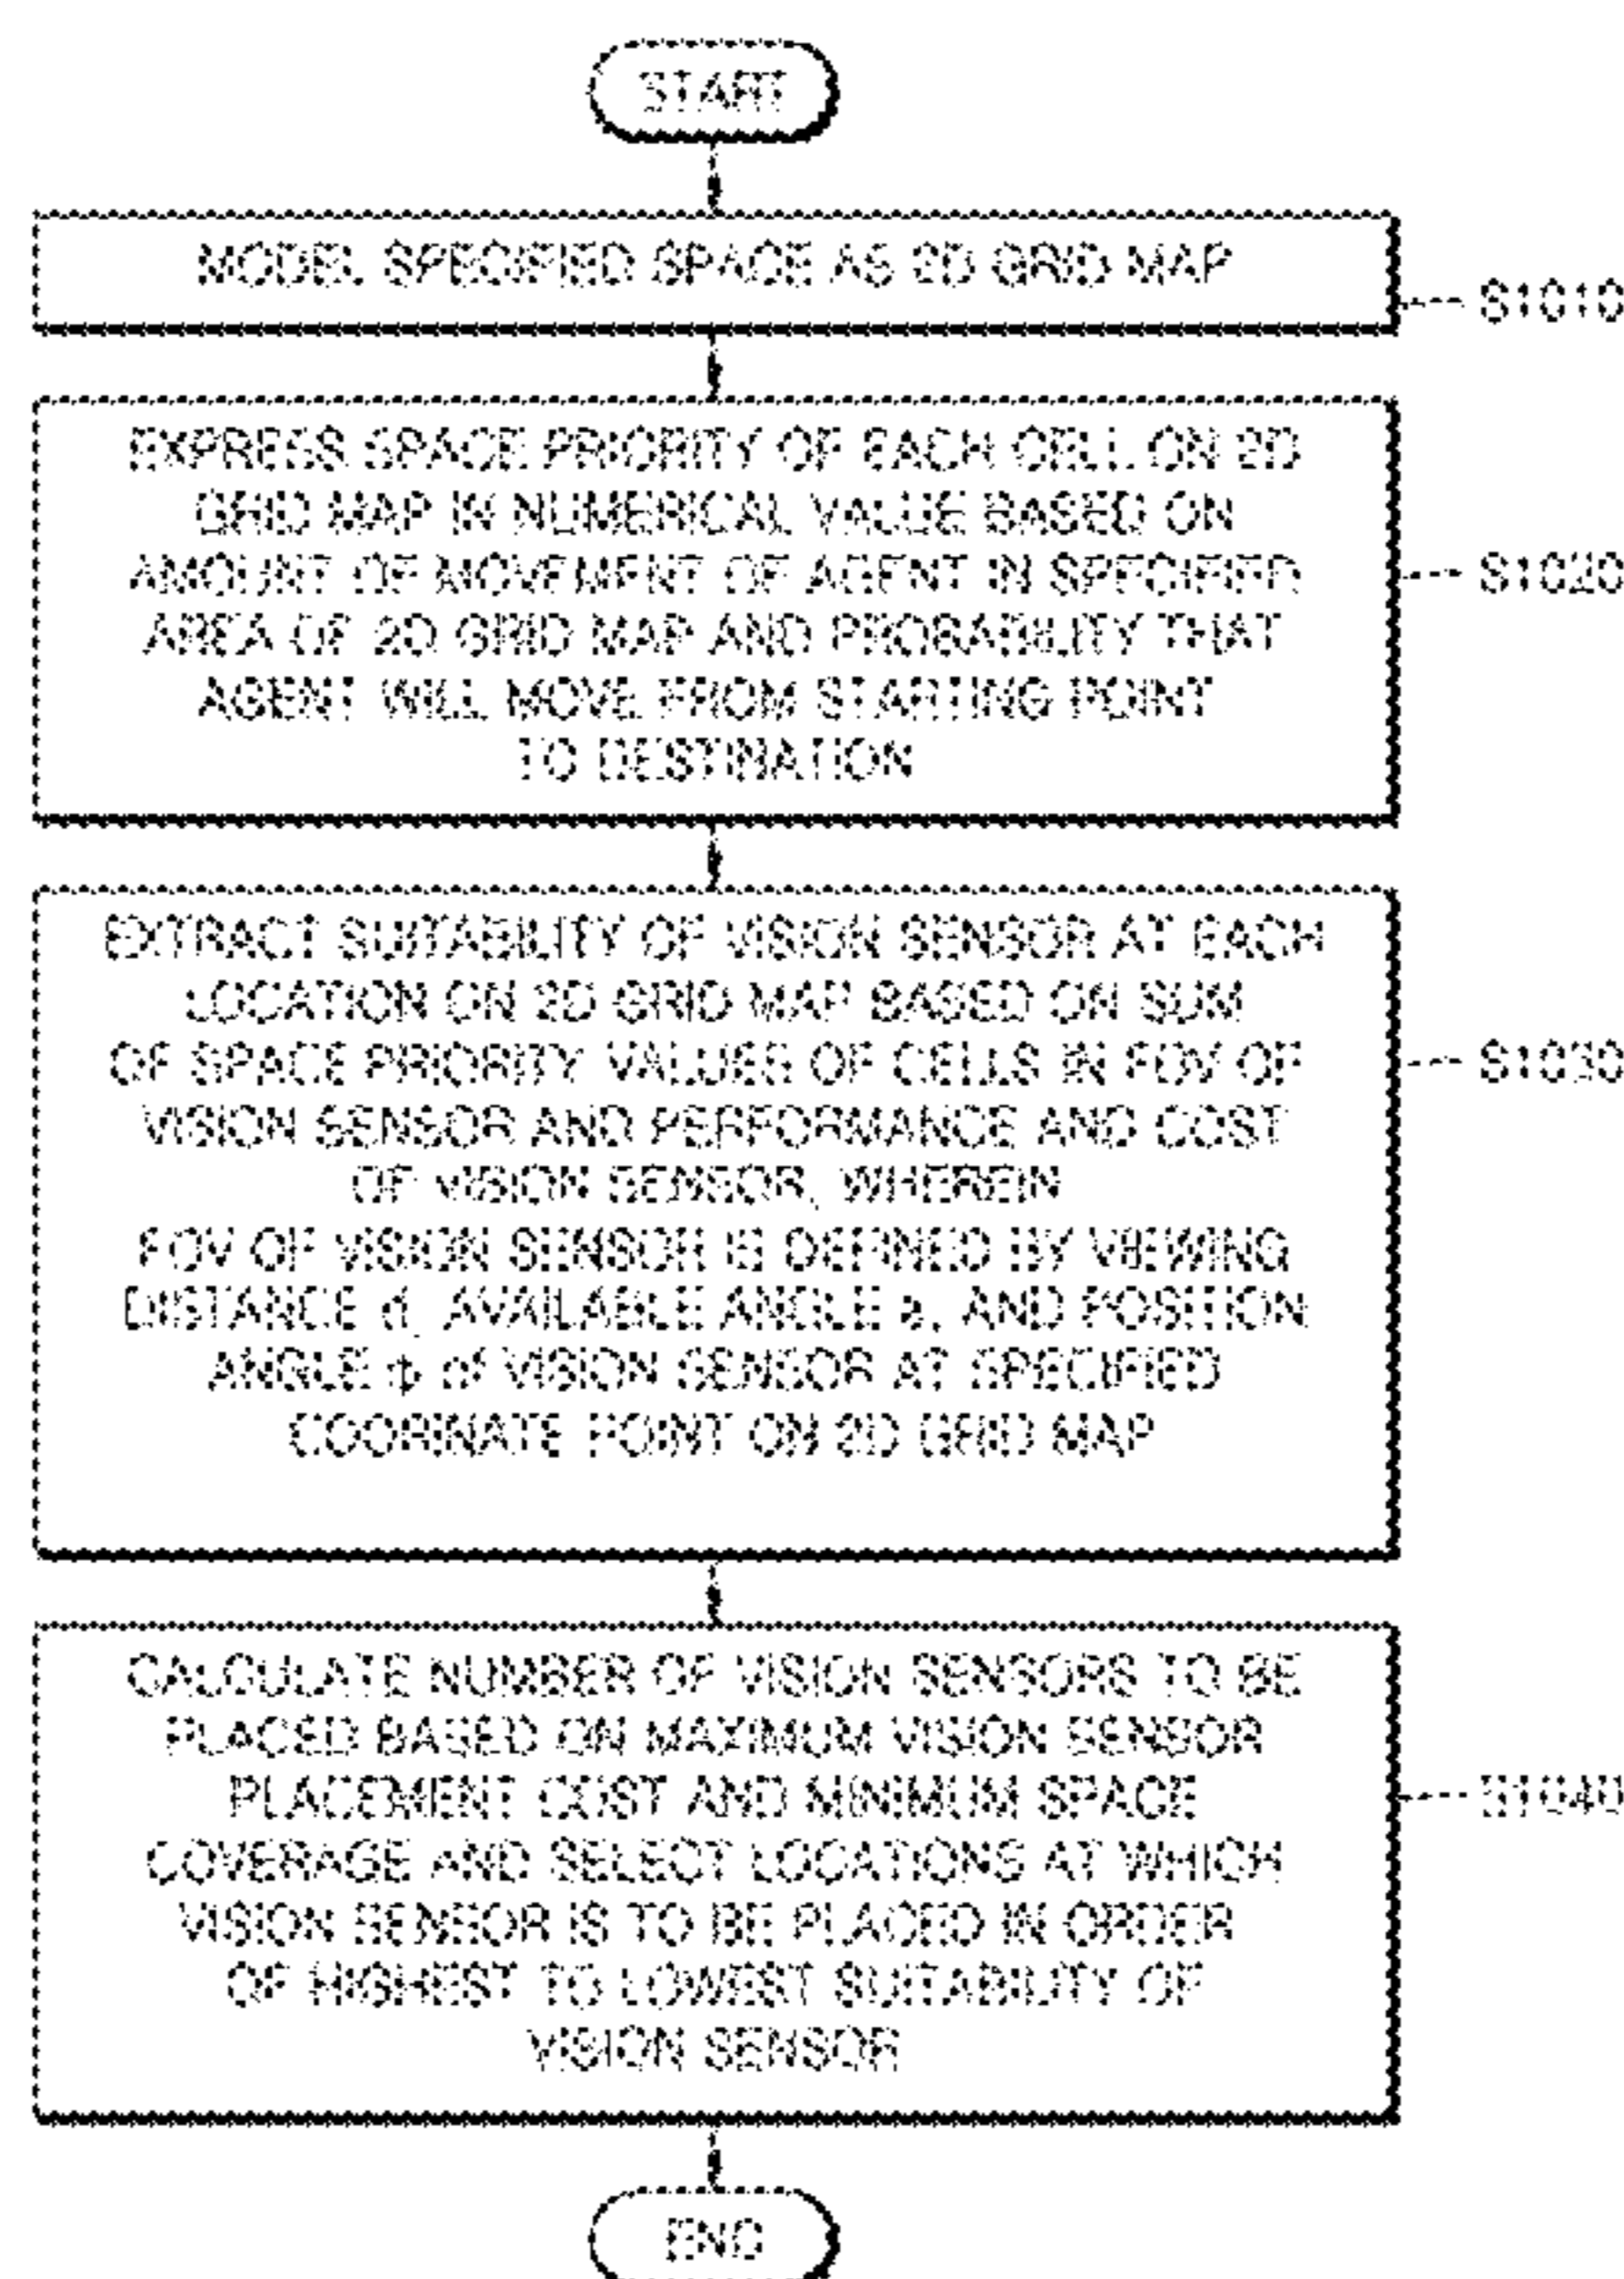 START
MODEL SPECIFIED SPACE AS 2D GRID MAP
S1010
EXPRESS SPACE PRIORITY OF EACH CELL ON 2D
GRID MAP IN NUMERICAL VALUE BASED ON
AMOUNT OF MOVEMENT OF AGENT IN SPECIFIED
AREA OF 2D GRID MAP AND PROBABILITY THAT
AGENT WILL MOVE FROM STARTING POINT
TO DESTINATION
S1020
EXTRACT SUITABILITY OF VISION SENSOR AT EACH
LOCATION ON 2D GRID MAP BASED ON SUM
OF SPACE PRIORITY VALUES OF CELLS IN FOV OF
VISION SENSOR AND PERFORMANCE AND COST
OF VISION SENSOR, WHEREIN
FOV OF VISION SENSOR IS DEFINED BY VIEWING
DISTANCE d, AVAILABLE ANGLE a, AND POSITION
ANGLE ϕ of VISION SENSOR AT SPECIFIED
COORINATE POINT ON 2D GRID MAP
S1030
CALCULATE NUMBER OF VISION SENSORS TO BE
PLACED BASED ON MAXIMUM VISION SENSOR
PLACEMENT COST AND MINIMUM SPACE
COVERAGE AND SELECT LOCATIONS AT WHICH
VISION SENSOR IS TO BE PLACED IN ORDER
OF HIGHEST TO LOWEST SUITABILITY OF
VISION SENSOR
S1040
END